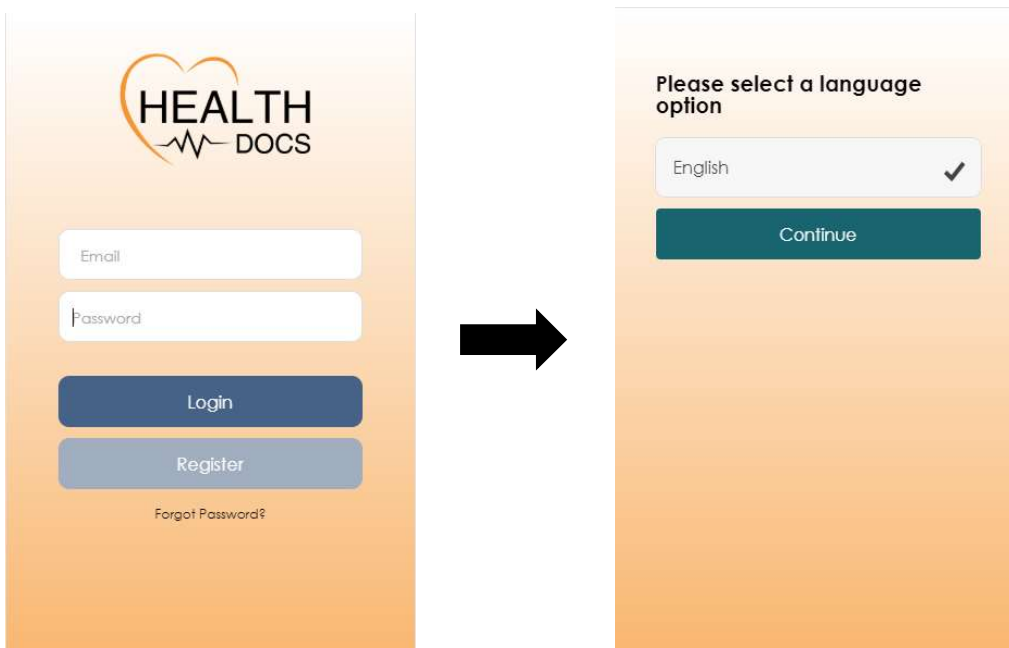 HEALTH
DOCS
Email
Password
Login
Register
Forgot Password?
Please select a language
option
English
Continue